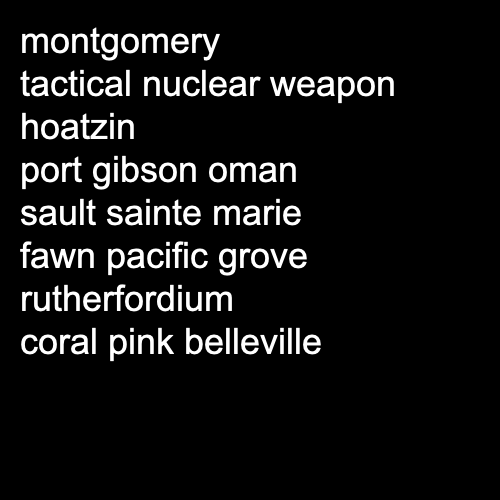 montgomery
tactical nuclear weapon
hoatzin
port gibson oman
sault sainte marie
fawn pacific grove
rutherfordium
coral pink belleville